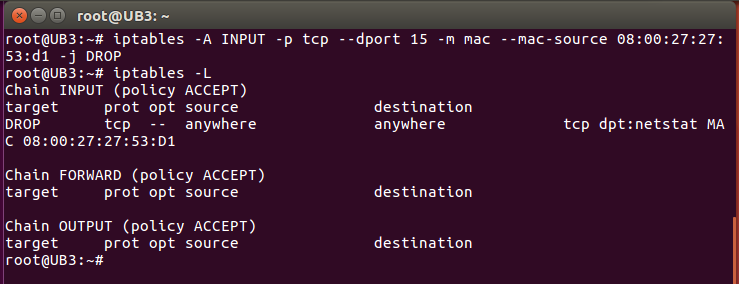 root@UB3: ~
root@UB3:~# iptables -A INPUT -p tcp --dport 15 -m mac --mac-source 08:00:27:27:
53:d1 -j DROP
root@UB3:~# iptables -L
Chain INPUT (policy ACCEPT)
target     prot opt source               destination
DROP       tcp  --  anywhere             anywhere             tcp dpt:netstat MA
C 08:00:27:27:53:D1

Chain FORWARD (policy ACCEPT)
target     prot opt source               destination

Chain OUTPUT (policy ACCEPT)
target     prot opt source               destination
root@UB3:~#